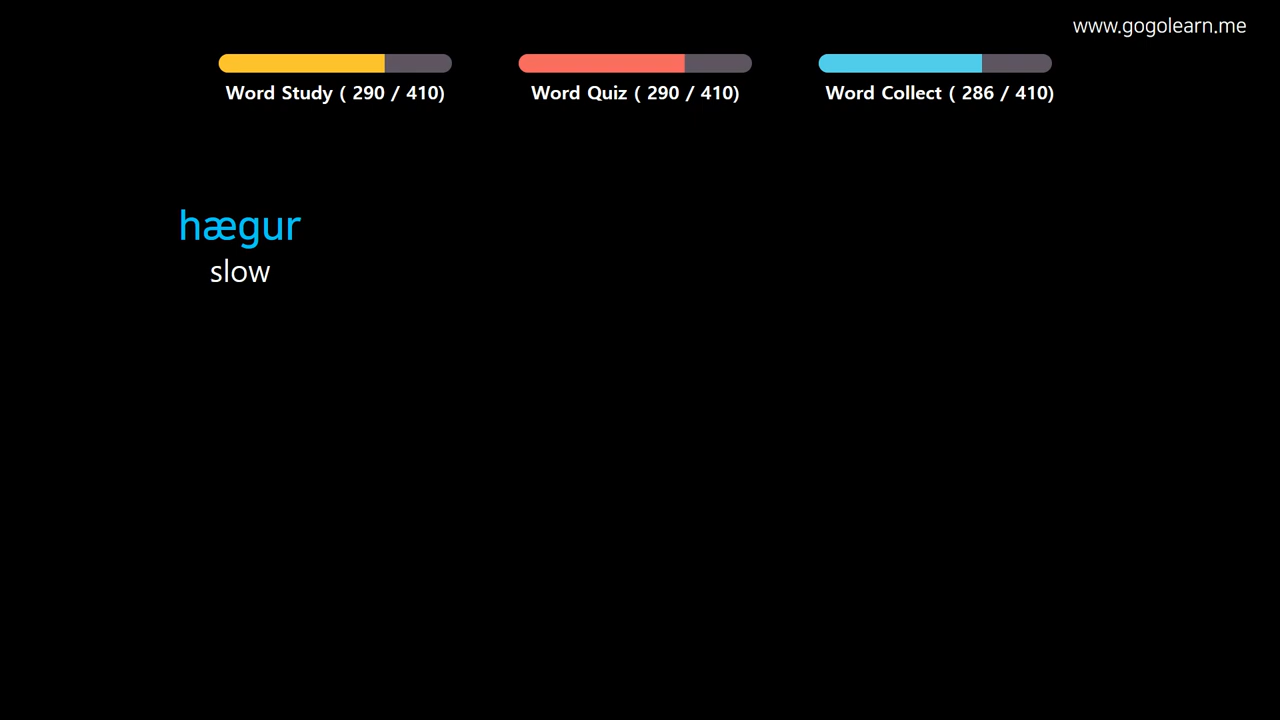 www.gogolearn.me
Word Study ( 290 / 410)
Word Quiz ( 290 / 410)
Word Collect ( 286 / 410)
hægur
slow